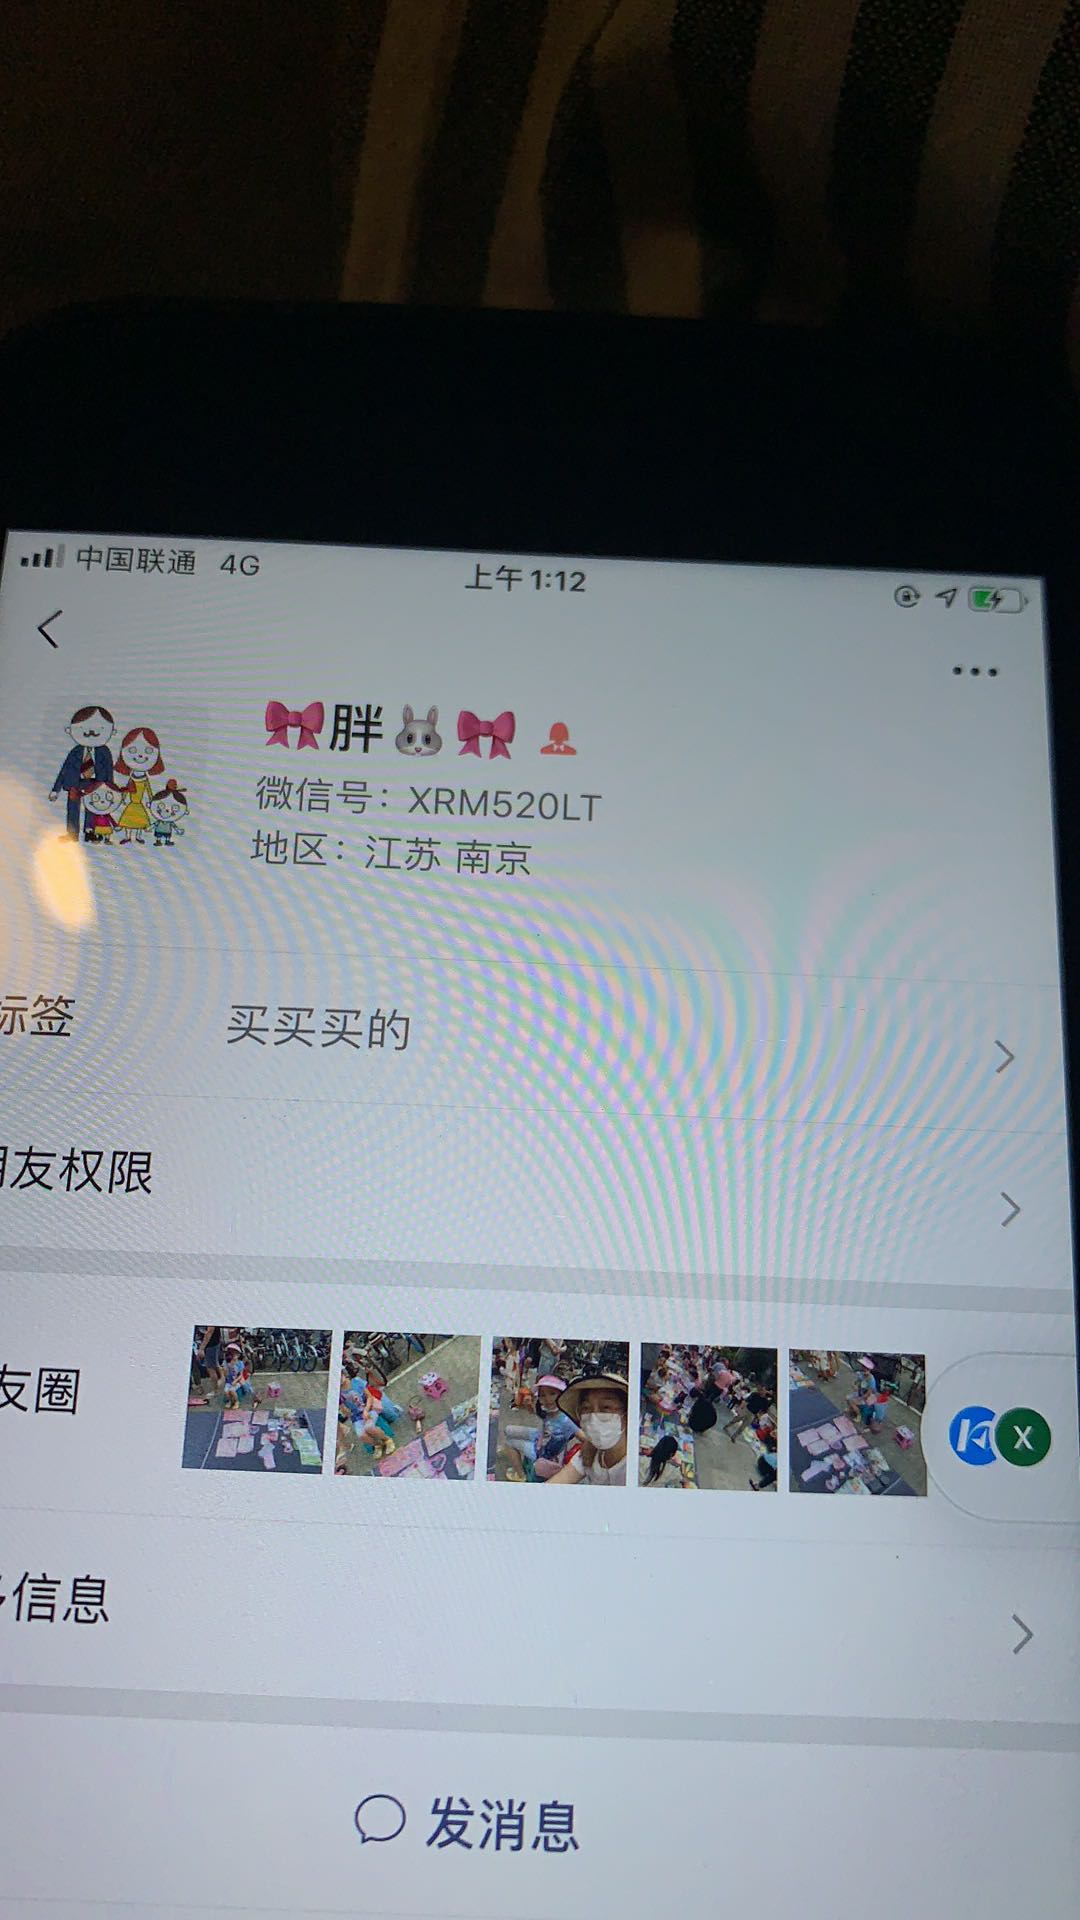 中国联通 4G 上午1:12
🎀胖🐰🎀
微信号：XRM520LT
地区：江苏 南京
标签 买买买的
朋友权限
友圈
信息
发消息